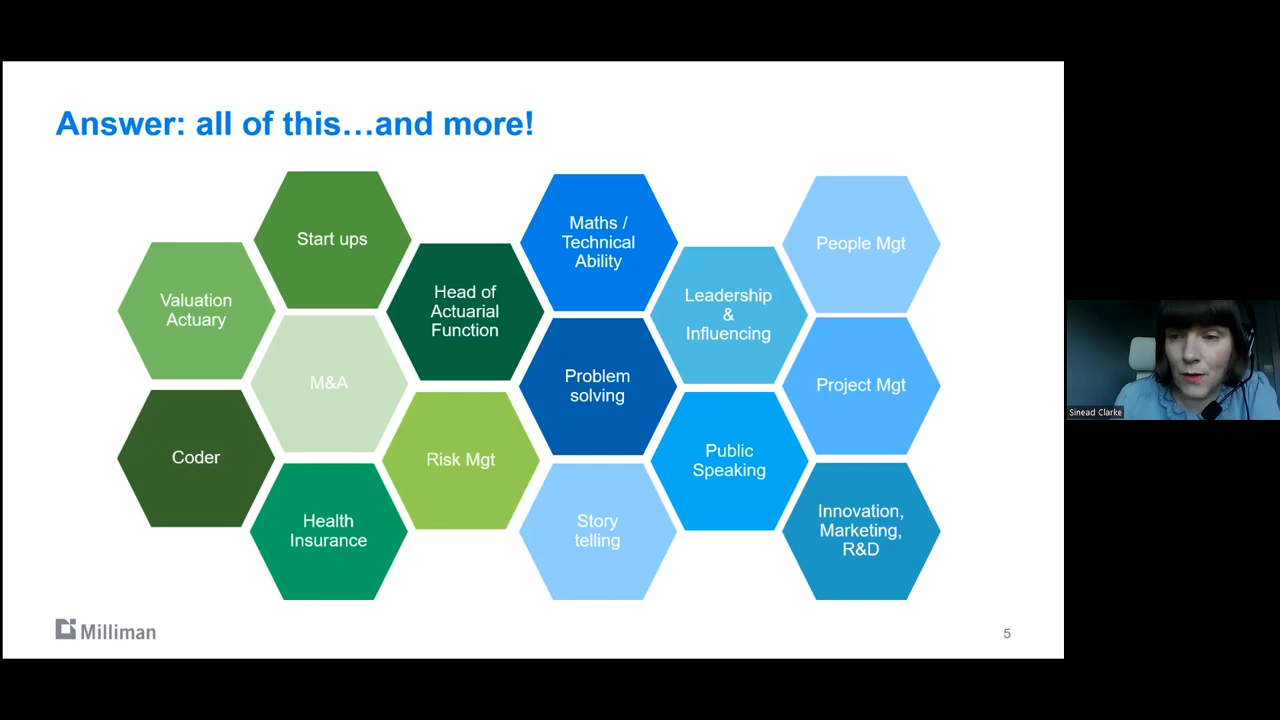 Answer: all of this…and more!
Start ups
Valuation
Actuary
M&A
Coder
Health
Insurance
Head of
Actuarial
Function
Risk Mgt
Maths /
Technical
Ability
Problem
solving
Story
telling
Leadership
&
Influencing
Public
Speaking
People Mgt
Project Mgt
Innovation,
Marketing,
R&D
Milliman
5
Sinead Clarke